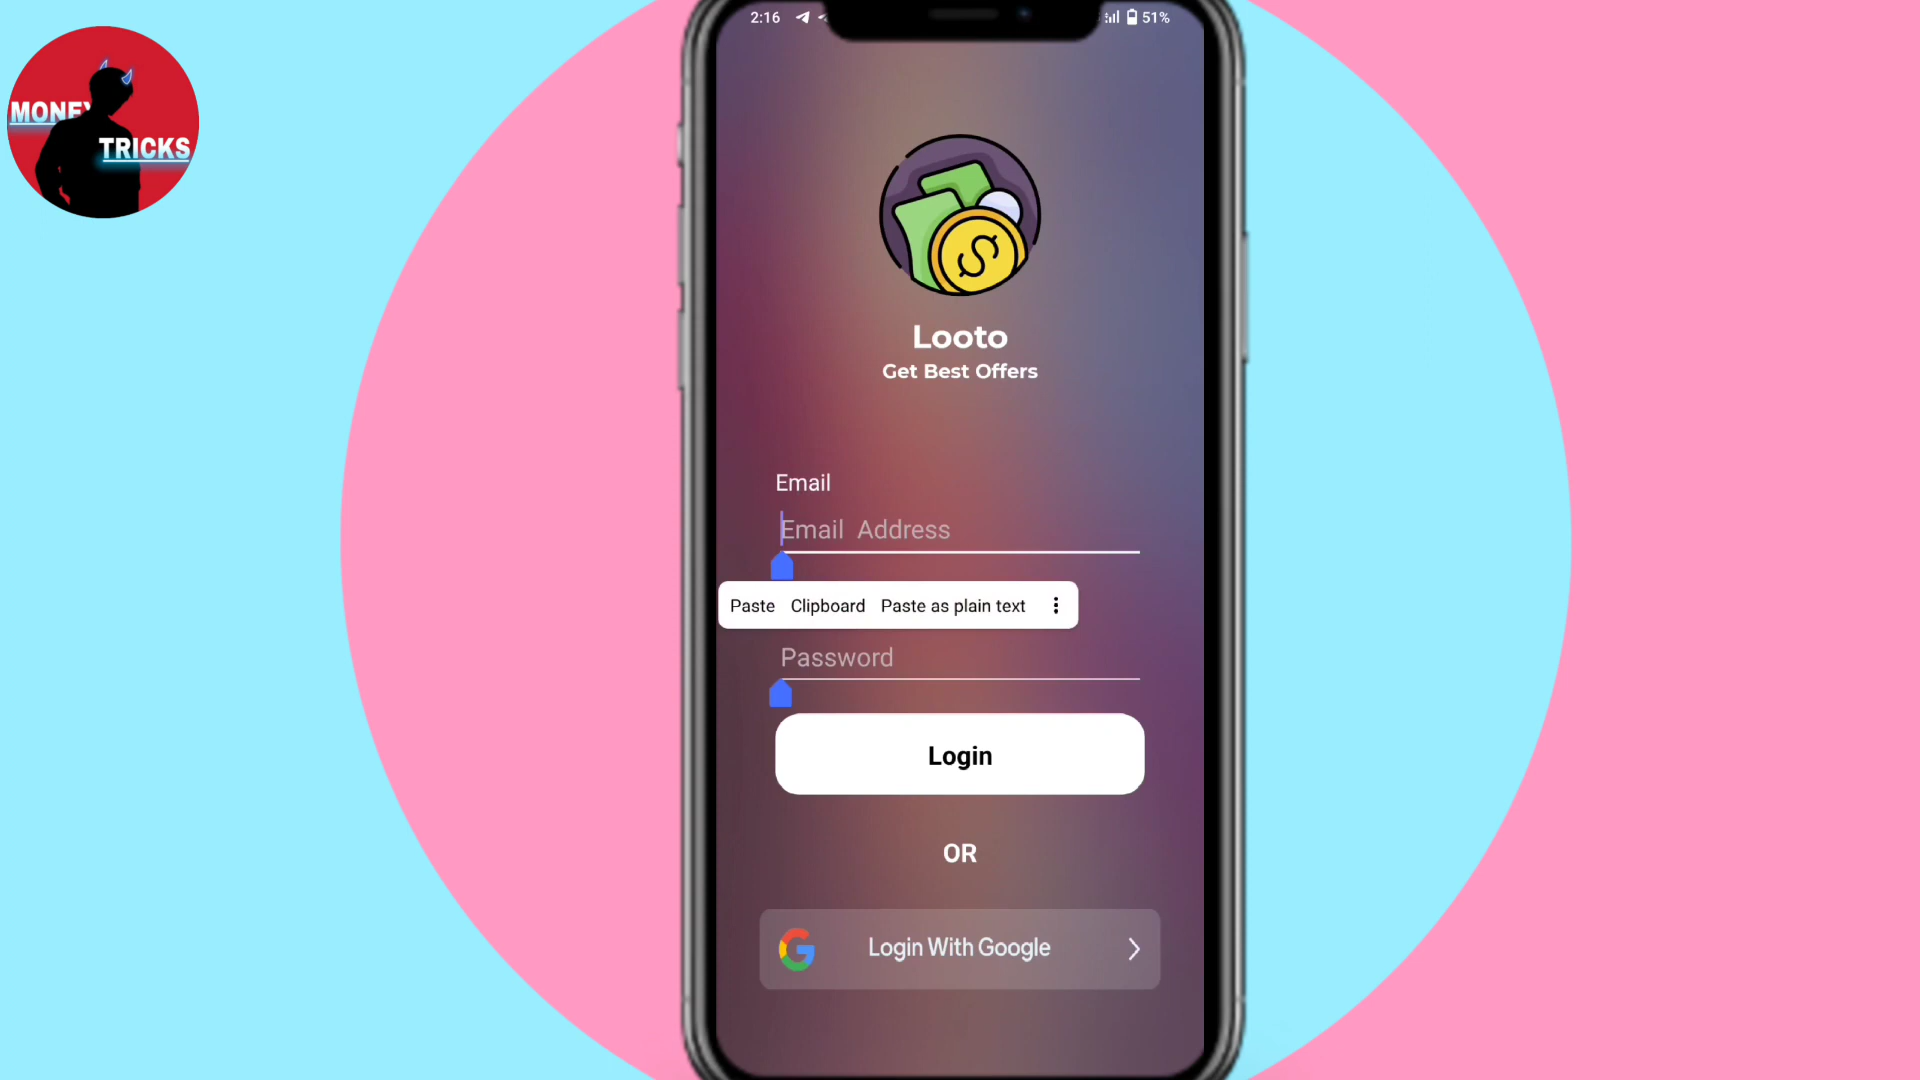 2:16
51%
MONEY
TRICKS
Looto
Get Best Offers
Email
Email Address
Paste Clipboard Paste as plain text
Password
Login
OR
Login With Google